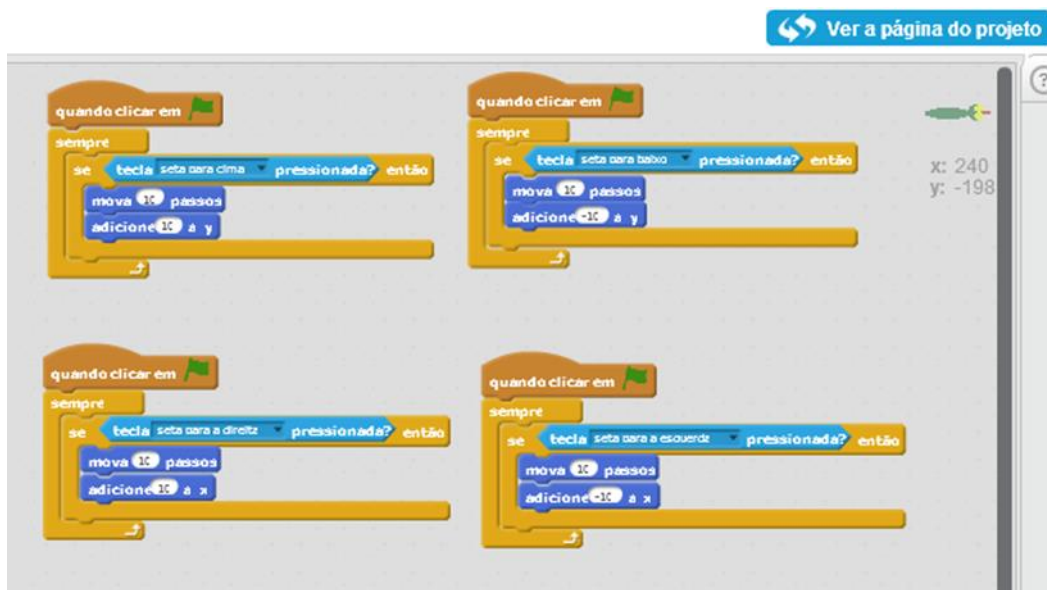 Ver a página do projeto
quando clicar em
sempre
se tecla seta para cima pressionada? então
mova 10 passos
adicione 10 a y
quando clicar em
sempre
se tecla seta para baixo pressionada? então
mova 10 passos
adicione -10 a y
x: 240
y: -198
quando clicar em
sempre
se tecla seta para a direita pressionada? então
mova 10 passos
adicione 10 a x
quando clicar em
sempre
se tecla seta para a esquerda pressionada? então
mova 10 passos
adicione -10 a x
?